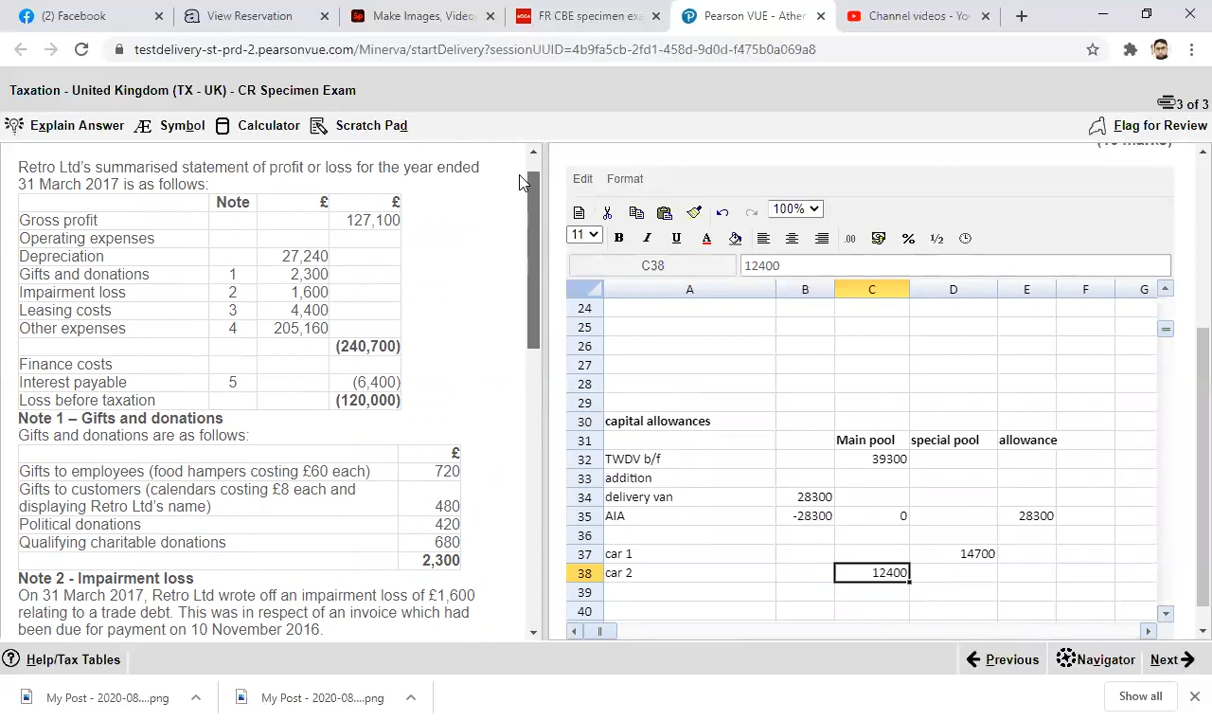 (2) Facebook
View Reservation
Make Images, Video
FR CBE specimen exa
Pearson VUE - Ather
Channel videos - Yo
testdelivery-st-prd-2.pearsonvue.com/Minerva/startDelivery?sessionUUID=4b9fa5cb-2fd1-458d-9d0d-f475b0a069a8
Taxation - United Kingdom (TX - UK) - CR Specimen Exam
3 of 3
Explain Answer Symbol Calculator Scratch Pad
Flag for Review
Retro Ltd's summarised statement of profit or loss for the year ended
31 March 2017 is as follows:
Note £ £
Gross profit 127,100
Operating expenses
Depreciation 27,240
Gifts and donations 1 2,300
Impairment loss 2 1,600
Leasing costs 3 4,400
Other expenses 4 205,160
(240,700)
Finance costs
Interest payable 5 (6,400)
Loss before taxation (120,000)
Note 1 – Gifts and donations
Gifts and donations are as follows:
£
Gifts to employees (food hampers costing £60 each) 720
Gifts to customers (calendars costing £8 each and
displaying Retro Ltd's name) 480
Political donations 420
Qualifying charitable donations 680
2,300
Note 2 - Impairment loss
On 31 March 2017, Retro Ltd wrote off an impairment loss of £1,600
relating to a trade debt. This was in respect of an invoice which had
been due for payment on 10 November 2016.
Edit Format
100%
11 B I U A .00 % 1/2
C38 12400
A B C D E F G
24
25
26
27
28
29
30 capital allowances
31 Main pool special pool allowance
32 TWDV b/f 39300
33 addition
34 delivery van 28300
35 AIA -28300 0 28300
36
37 car 1 14700
38 car 2 12400
39
40
Help/Tax Tables
Previous Navigator Next
My Post - 2020-08....png
My Post - 2020-08....png
Show all